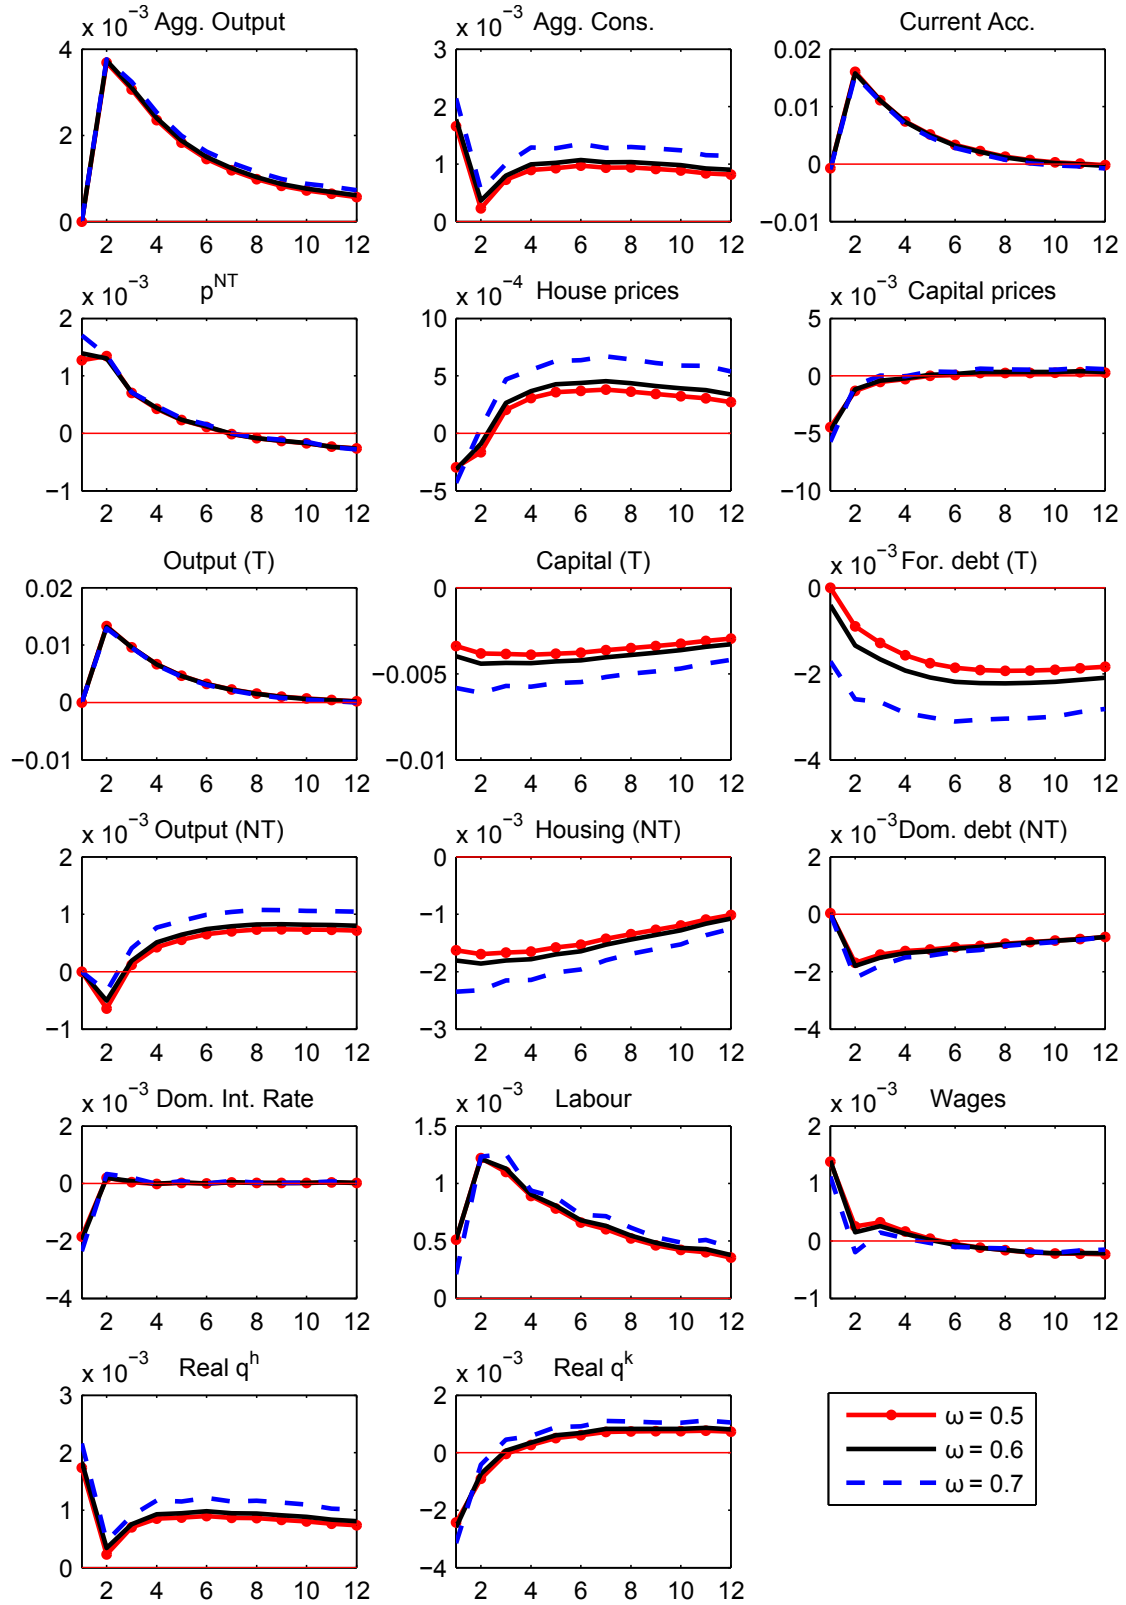 x 10−3 Agg. Output
4
2
0
2 4 6 8 10 12
x 10−3 Agg. Cons.
3
2
1
0
2 4 6 8 10 12
Current Acc.
0.02
0.01
0
−0.01
2 4 6 8 10 12
x 10−3 pNT
2
1
0
−1
2 4 6 8 10 12
x 10−4 House prices
10
5
0
−5
2 4 6 8 10 12
x 10−3 Capital prices
5
0
−5
−10
2 4 6 8 10 12
Output (T)
0.02
0.01
0
−0.01
2 4 6 8 10 12
Capital (T)
0
−0.005
−0.01
2 4 6 8 10 12
x 10−3 For. debt (T)
0
−2
−4
2 4 6 8 10 12
x 10−3 Output (NT)
2
1
0
−1
2 4 6 8 10 12
x 10−3 Housing (NT)
0
−1
−2
−3
2 4 6 8 10 12
x 10−3 Dom. debt (NT)
2
0
−2
−4
2 4 6 8 10 12
x 10−3 Dom. Int. Rate
2
0
−2
−4
2 4 6 8 10 12
x 10−3 Labour
1.5
1
0.5
0
2 4 6 8 10 12
x 10−3 Wages
2
1
0
−1
2 4 6 8 10 12
x 10−3 Real qh
3
2
1
0
2 4 6 8 10 12
x 10−3 Real qk
2
0
−2
−4
2 4 6 8 10 12
ω = 0.5
ω = 0.6
ω = 0.7